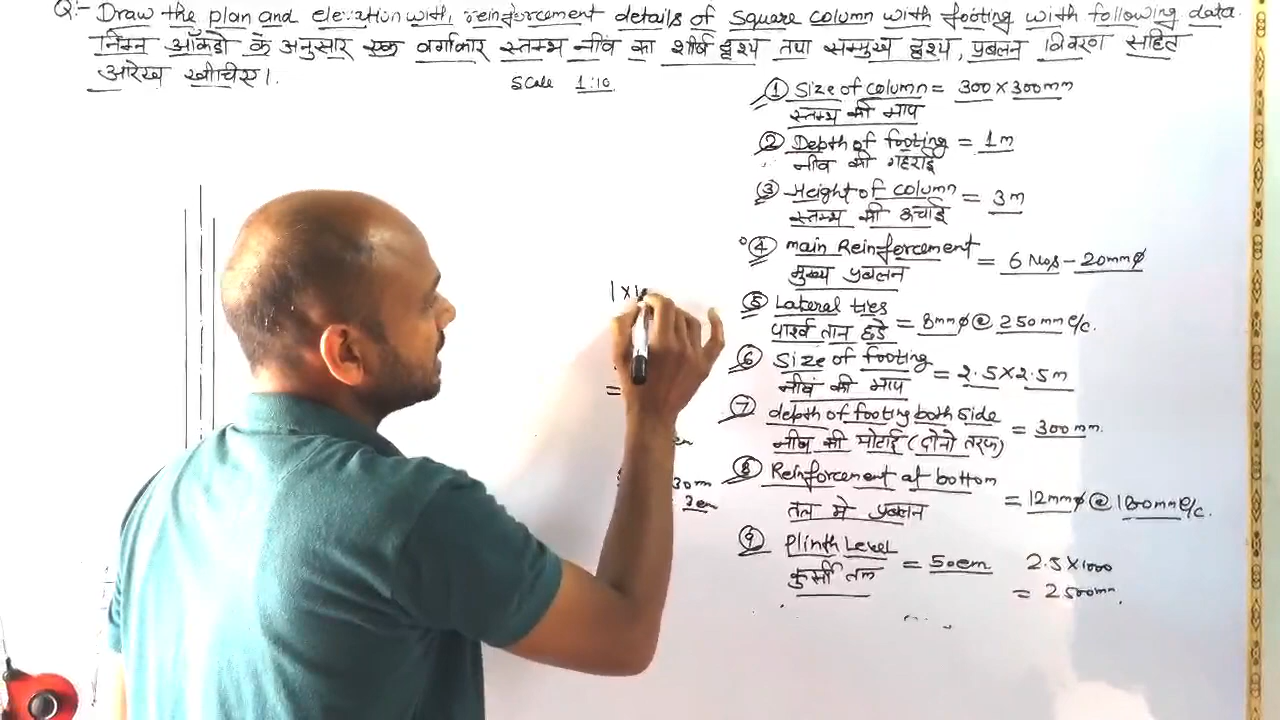 Q:- Draw the plan and elevation with reinforcement details of square column with footing with following data.
निम्न आँकडो के अनुसार एक वर्गाकार स्तम्भ नींव का शीर्ष दृश्य तथा सम्मुख दृश्य, प्रबलन विवरण सहित
आरेख खींचिए।. Scale 1:10
① Size of column = 300 x 300mm
स्तम्भ की माप
② Depth of footing = 1m
नींव की गहराई
③ Height of column = 3m
स्तम्भ की ऊचाई
④ main Reinforcement = 6 Nos - 20mmϕ
मुख्य प्रबलन
⑤ Lateral ties = 8mmϕ @ 250mm c/c.
पार्श्व तान छडे
⑥ Size of footing = 2.5 x 2.5m
नींव की माप
⑦ depth of footing both side = 300mm.
नींव की मोटाई (दोनो तरफ)
⑧ Reinforcement at bottom = 12mmϕ @ 180mm c/c.
तल मे प्रबलन
⑨ Plinth Level = 50cm
कुर्सी तल
2.5 x 1000
= 2500mm.
1 x 1
=
30m
3cm